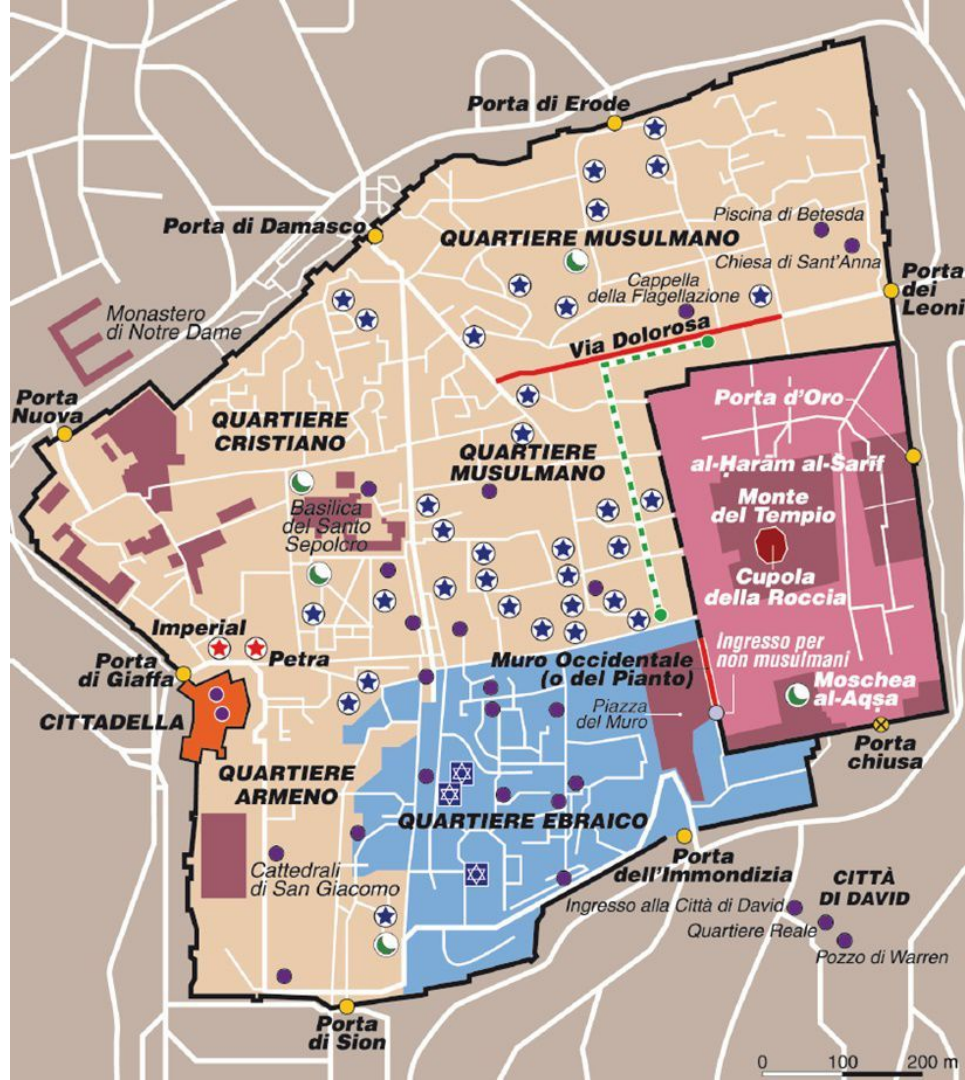 Porta di Erode
Piscina di Betesda
Porta di Damasco
QUARTIERE MUSULMANO
Chiesa di Sant'Anna
Porta
dei
Leoni
Cappella
della Flagellazione
Monastero
di Notre Dame
Via Dolorosa
Porta
Nuova
Porta d'Oro
QUARTIERE
CRISTIANO
QUARTIERE
MUSULMANO
al-Ḥarām al-Šarīf
Basilica
del Santo
Sepolcro
Monte
del Tempio
Cupola
della Roccia
Imperial
Petra
Ingresso per
non musulmani
Muro Occidentale
(o del Pianto)
Porta
di Giaffa
Moschea
al-Aqṣa
Piazza
del Muro
CITTADELLA
Porta
chiusa
QUARTIERE
ARMENO
QUARTIERE EBRAICO
Cattedrali
di San Giacomo
Porta
dell'Immondizia
CITTÀ
DI DAVID
Ingresso alla Città di David
Quartiere Reale
Pozzo di Warren
Porta
di Sion
0 100 200 m